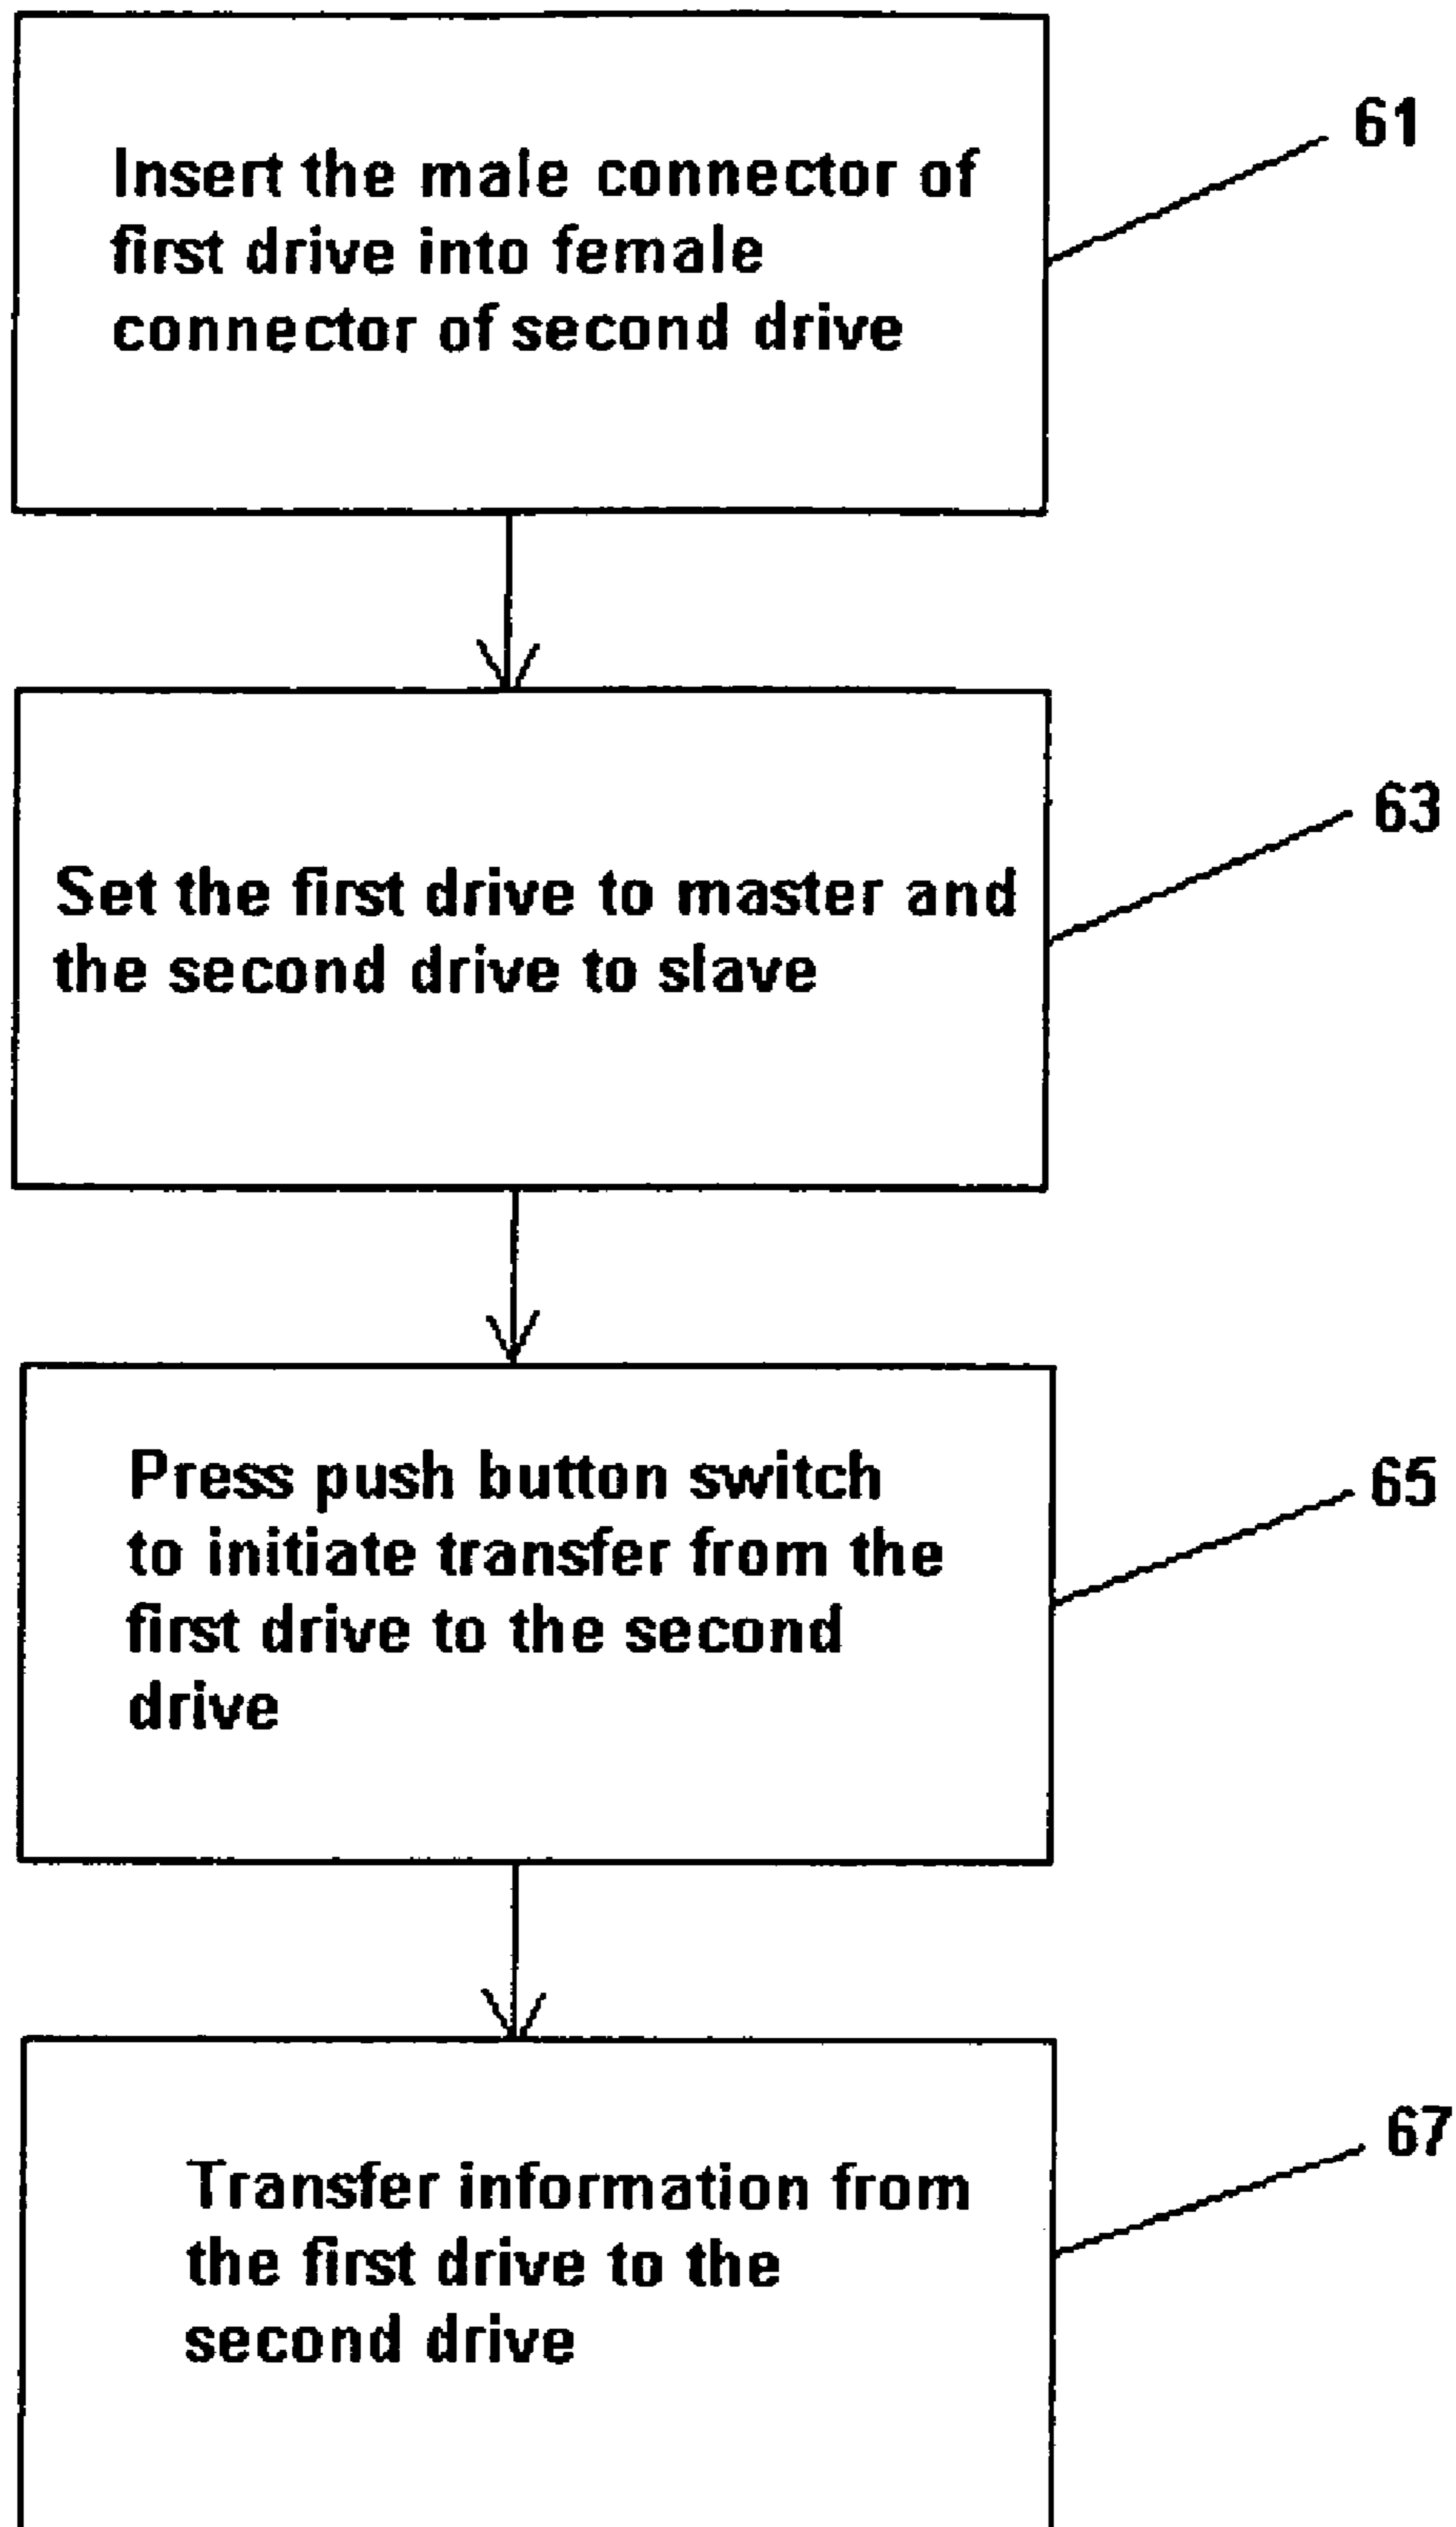 Insert the male connector of
first drive into female
connector of second drive
61
Set the first drive to master and
the second drive to slave
63
Press push button switch
to initiate transfer from the
first drive to the second
drive
65
Transfer information from
the first drive to the
second drive
67